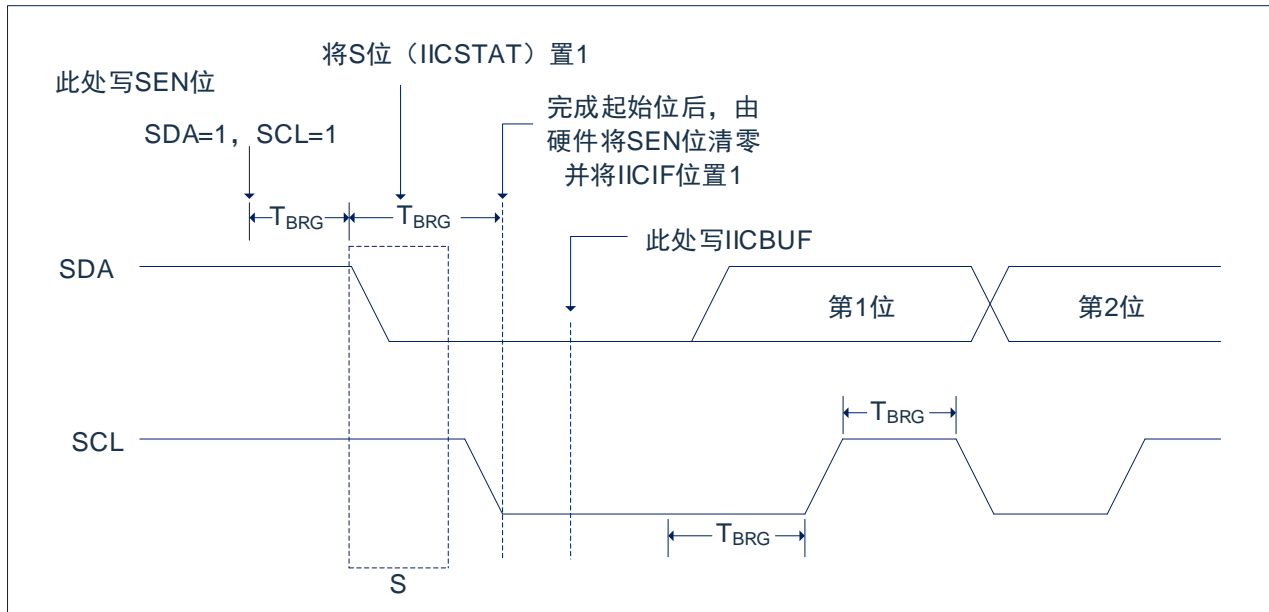 将S位（IICSTAT）置1
此处写SEN位
SDA=1，SCL=1
完成起始位后，由
硬件将SEN位清零
并将IICIF位置1
TBRG
TBRG
此处写IICBUF
SDA
第1位
第2位
TBRG
SCL
TBRG
S